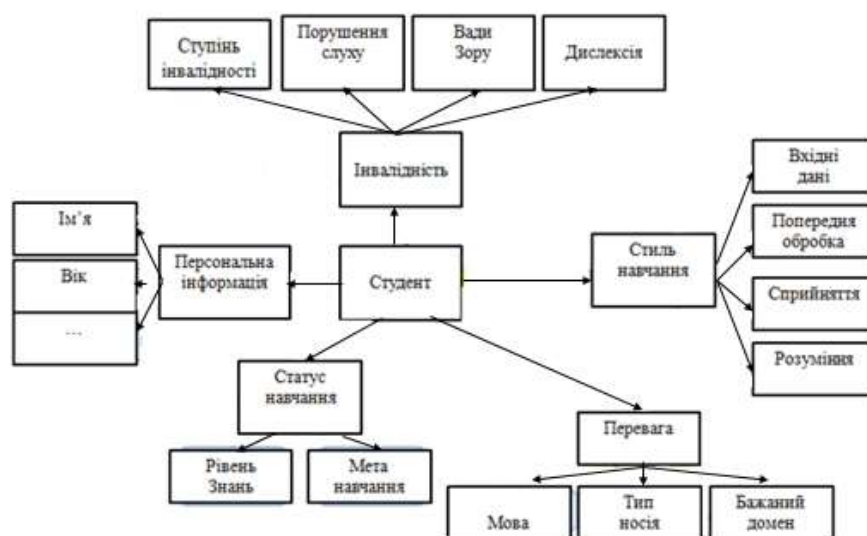 Ступінь
інвалідності
Порушення
слуху
Вади
Зору
Дислексія
Інвалідність
Вхідні
дані
Ім’я
Попередня
обробка
Персональна
інформація
Студент
Стиль
навчання
Вік
Сприйняття
...
Розуміння
Статус
навчання
Перевага
Рівень
Знань
Мета
навчання
Мова
Тип
носія
Бажаний
домен